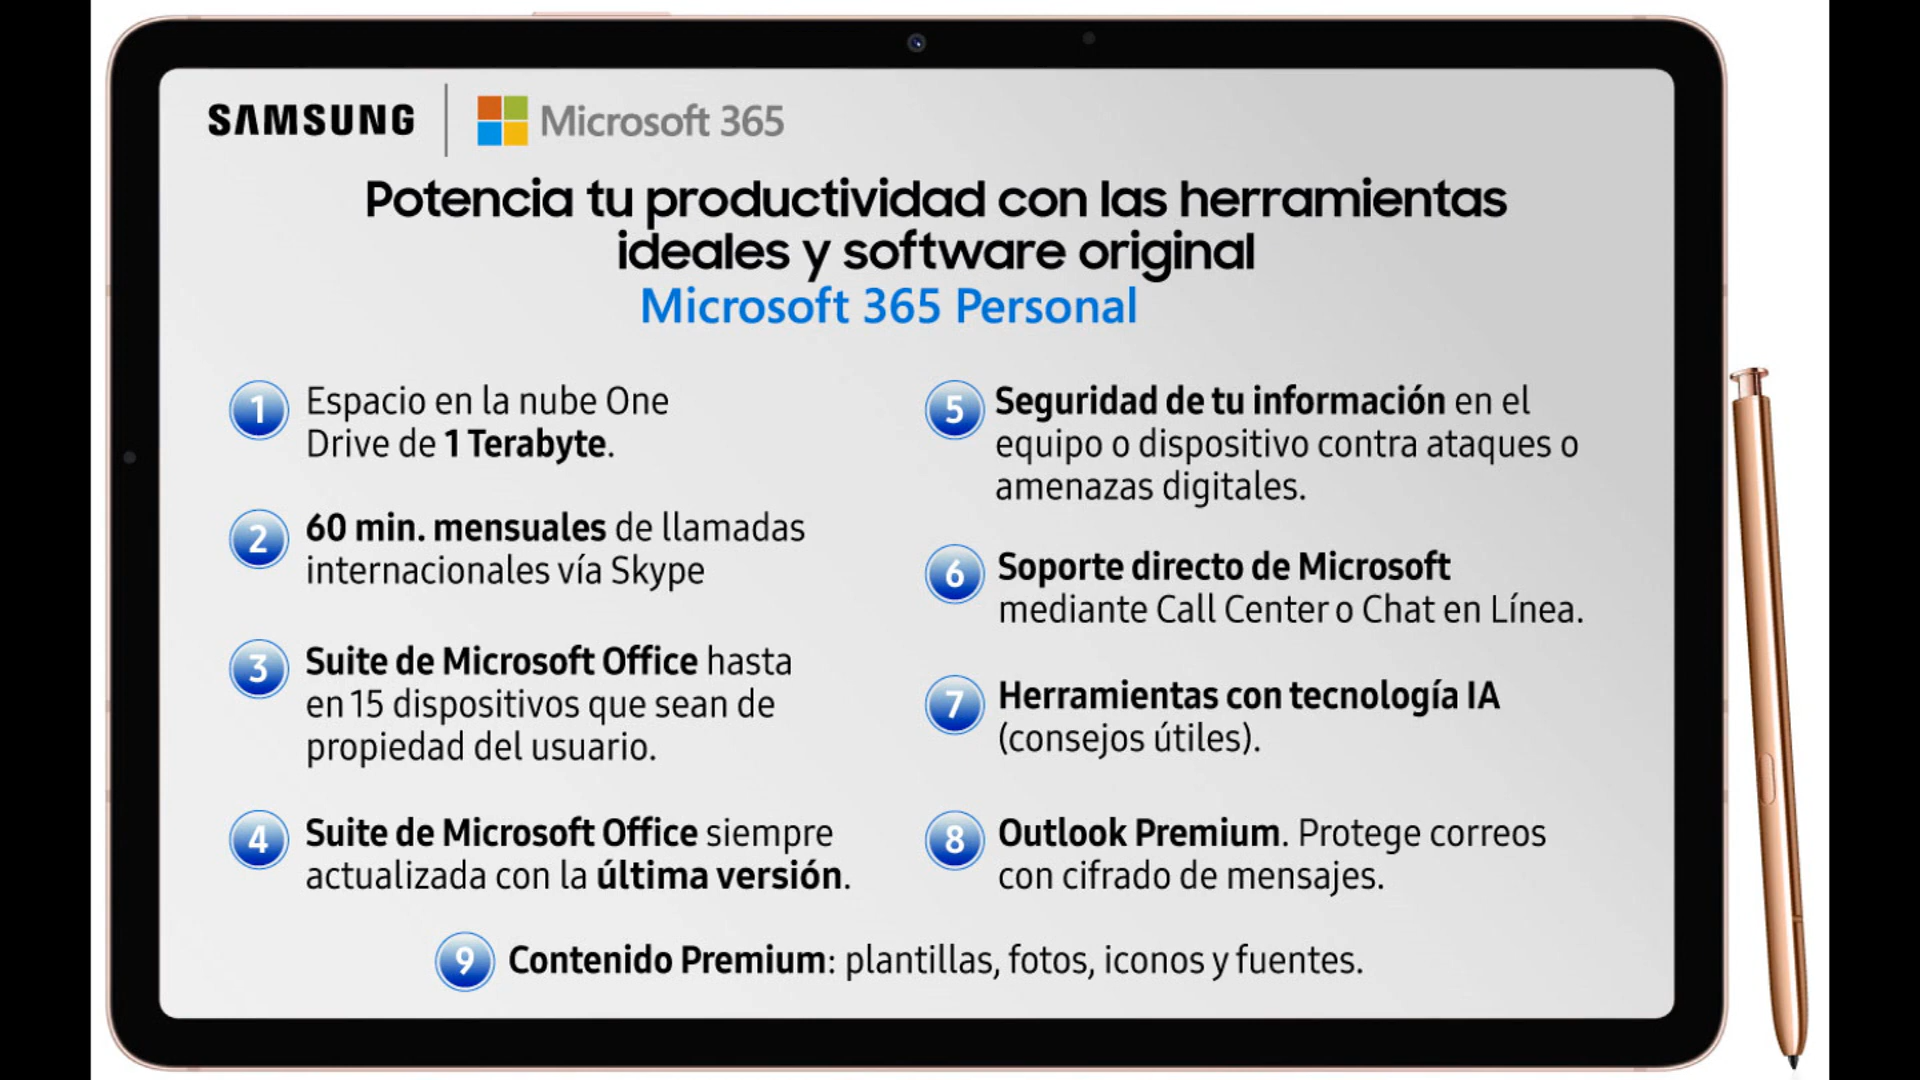 SAMSUNG
Microsoft 365
Potencia tu productividad con las herramientas
ideales y software original
Microsoft 365 Personal
1 Espacio en la nube One
Drive de 1 Terabyte.
2 60 min. mensuales de llamadas
internacionales vía Skype
3 Suite de Microsoft Office hasta
en 15 dispositivos que sean de
propiedad del usuario.
4 Suite de Microsoft Office siempre
actualizada con la última versión.
5 Seguridad de tu información en el
equipo o dispositivo contra ataques o
amenazas digitales.
6 Soporte directo de Microsoft
mediante Call Center o Chat en Línea.
7 Herramientas con tecnología IA
(consejos útiles).
8 Outlook Premium. Protege correos
con cifrado de mensajes.
9 Contenido Premium: plantillas, fotos, iconos y fuentes.